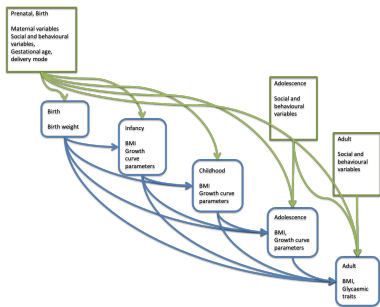 Prenatal, Birth
Maternal variables
Social and behavioural
variables,
Gestational age,
delivery mode
Birth
Birth weight
Infancy
BMI
Growth
curve
parameters
Childhood
BMI
Growth curve
parameters
Adolescence
Social and
behavioural
variables
Adult
Social and
behavioural
variables
Adolescence
BMI,
Growth curve
parameters
Adult
BMI,
Glycaemic
traits